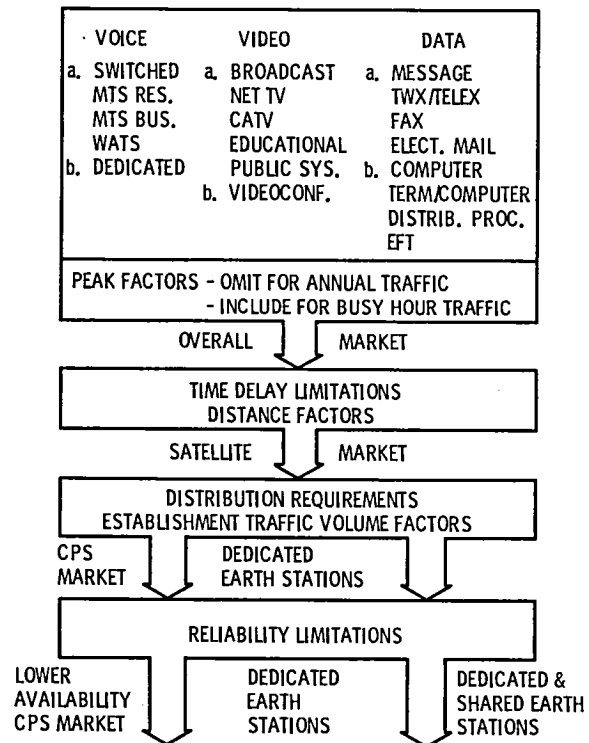 VOICE VIDEO DATA
a. SWITCHED a. BROADCAST a. MESSAGE
MTS RES. NET TV TWX/TELEX
MTS BUS. CATV FAX
WATS EDUCATIONAL ELECT. MAIL
b. DEDICATED PUBLIC SYS. b. COMPUTER
b. VIDEOCONF. TERM/COMPUTER
DISTRIB. PROC.
EFT
PEAK FACTORS - OMIT FOR ANNUAL TRAFFIC
- INCLUDE FOR BUSY HOUR TRAFFIC
OVERALL MARKET
TIME DELAY LIMITATIONS
DISTANCE FACTORS
SATELLITE MARKET
DISTRIBUTION REQUIREMENTS
ESTABLISHMENT TRAFFIC VOLUME FACTORS
CPS MARKET
DEDICATED EARTH STATIONS
RELIABILITY LIMITATIONS
LOWER
AVAILABILITY
CPS MARKET
DEDICATED
EARTH
STATIONS
DEDICATED &
SHARED EARTH
STATIONS